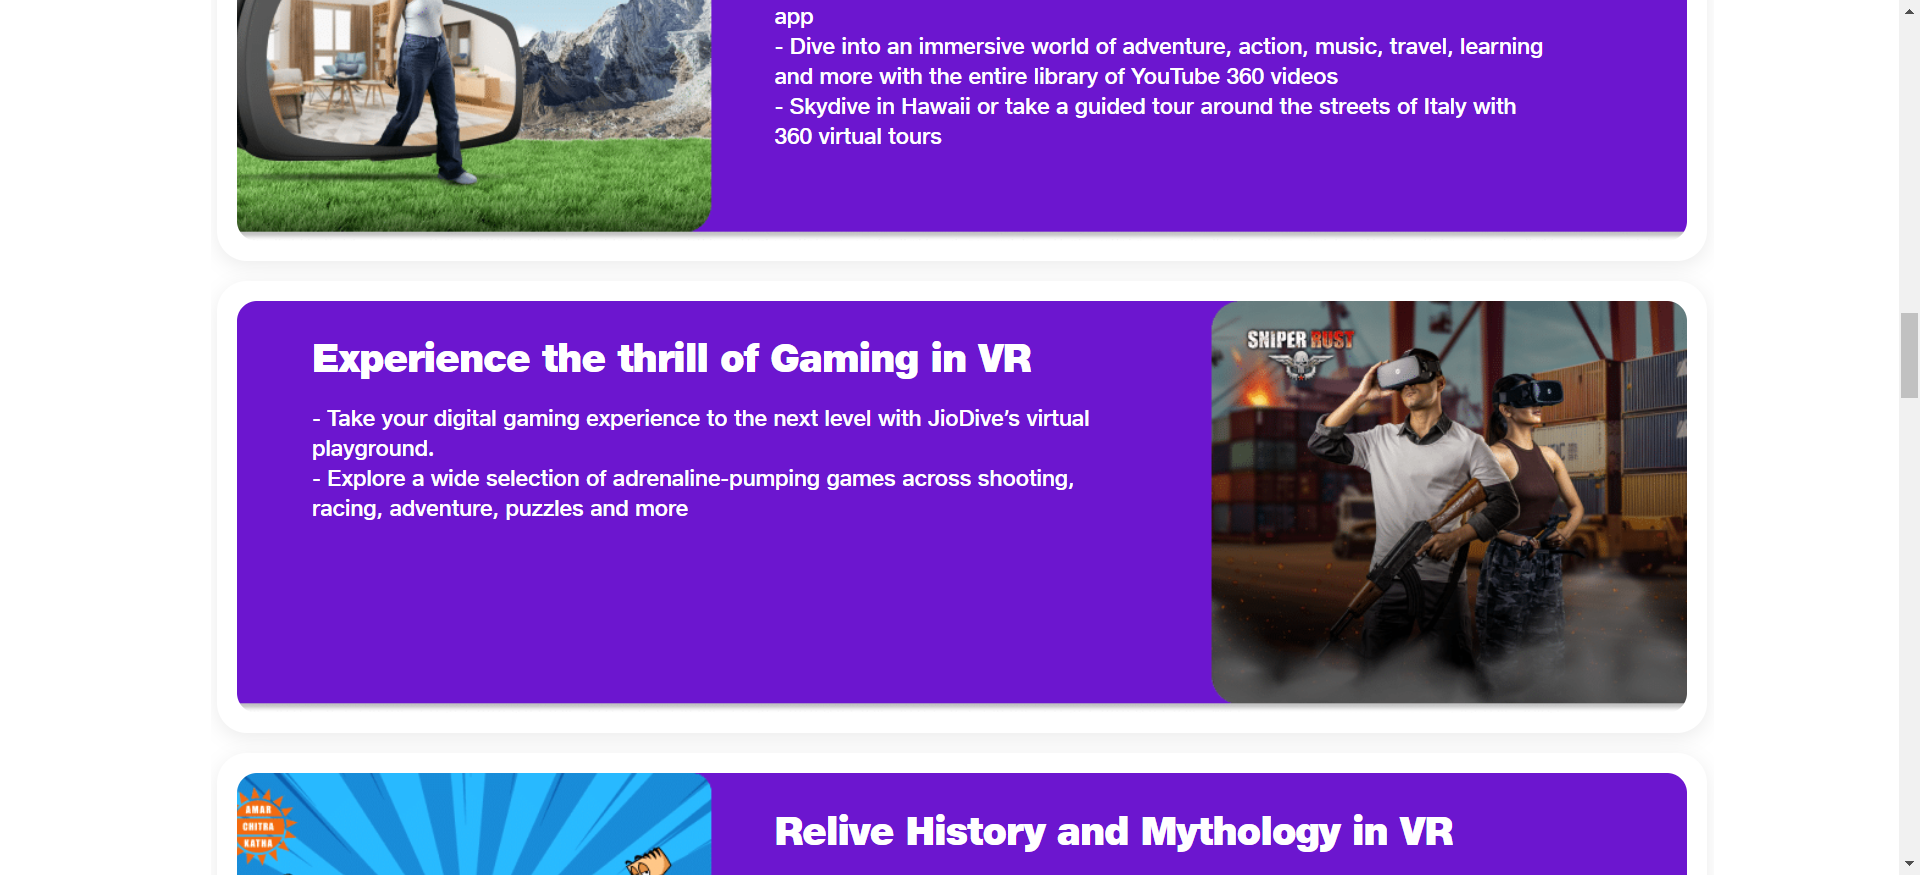 app
- Dive into an immersive world of adventure, action, music, travel, learning
and more with the entire library of YouTube 360 videos
- Skydive in Hawaii or take a guided tour around the streets of Italy with
360 virtual tours
Experience the thrill of Gaming in VR
- Take your digital gaming experience to the next level with JioDive’s virtual
playground.
- Explore a wide selection of adrenaline-pumping games across shooting,
racing, adventure, puzzles and more
SNIPER RUST
AMAR
CHITRA
KATHA
Relive History and Mythology in VR